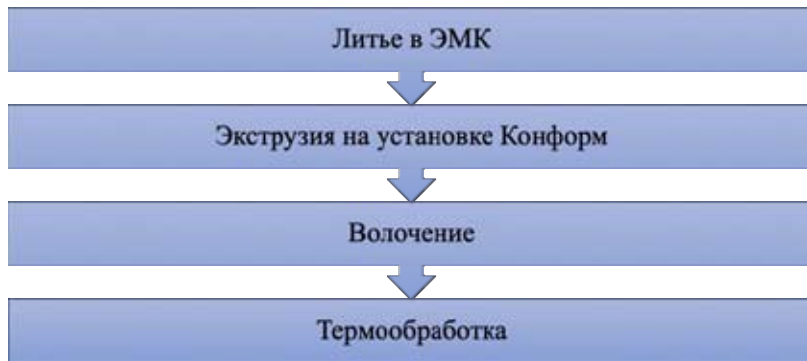 Литье в ЭМК
Экструзия на установке Конформ
Волочение
Термообработка